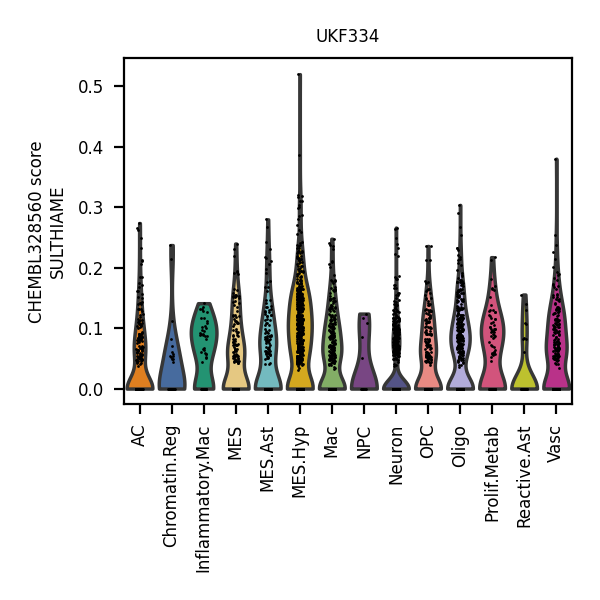 UKF334
CHEMBL328560 score
SULTHIAME
0.5
0.4
0.3
0.2
0.1
0.0
AC
Chromatin.Reg
Inflammatory.Mac
MES
MES.Ast
MES.Hyp
Mac
NPC
Neuron
OPC
Oligo
Prolif.Metab
Reactive.Ast
Vasc